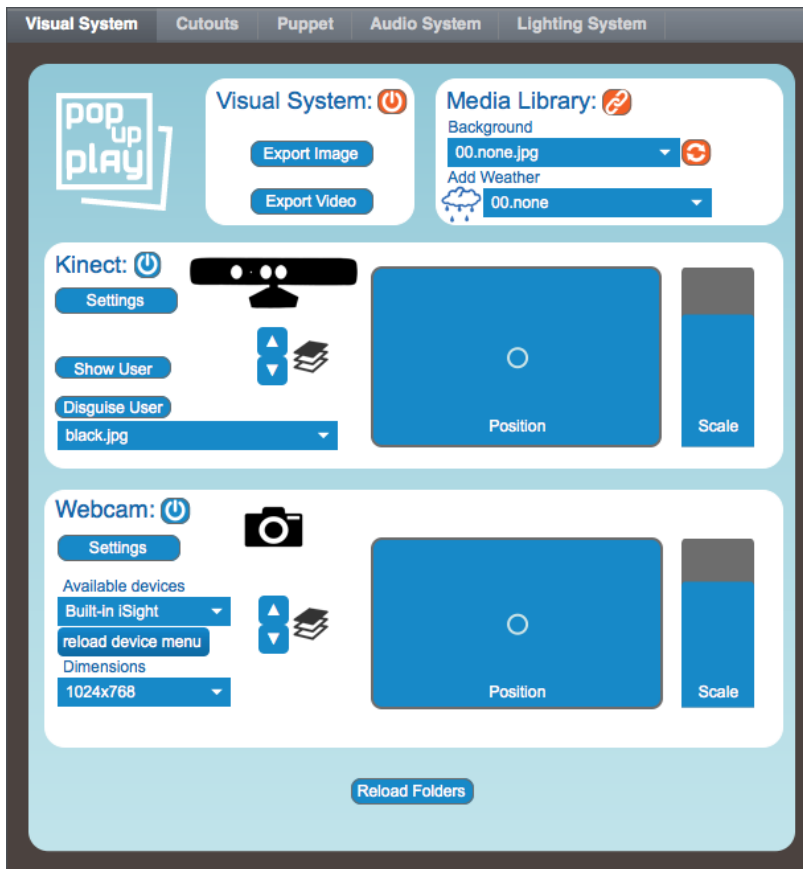 Visual System Cutouts Puppet Audio System Lighting System
pop
up
play
Visual System:
Export Image
Export Video
Media Library:
Background
00.none.jpg
Add Weather
00.none
Kinect:
Settings
Show User
Disguise User
black.jpg
Position
Scale
Webcam:
Settings
Available devices
Built-in iSight
reload device menu
Dimensions
1024x768
Position
Scale
Reload Folders